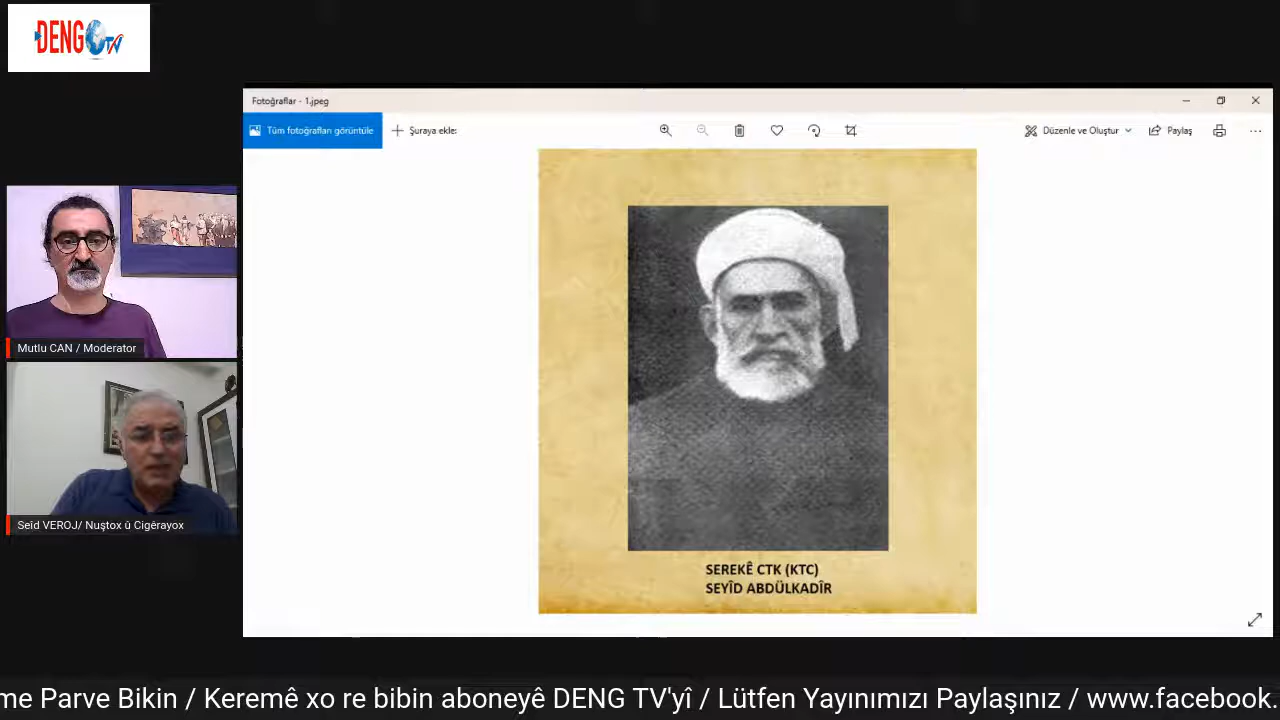 DENG TV
Fotoğraflar - 1.jpeg
Tüm fotoğrafları görüntüle
Şuraya ekle:
Düzenle ve Oluştur
Paylaş
Mutlu CAN / Moderator
Seîd VEROJ/ Nuştox û Cigêrayox
SEREKÊ CTK (KTC)
SEYÎD ABDÜLKADÎR
me Parve Bikin / Keremê xo re bibin aboneyê DENG TV'yî / Lütfen Yayınımızı Paylaşınız / www.facebook.